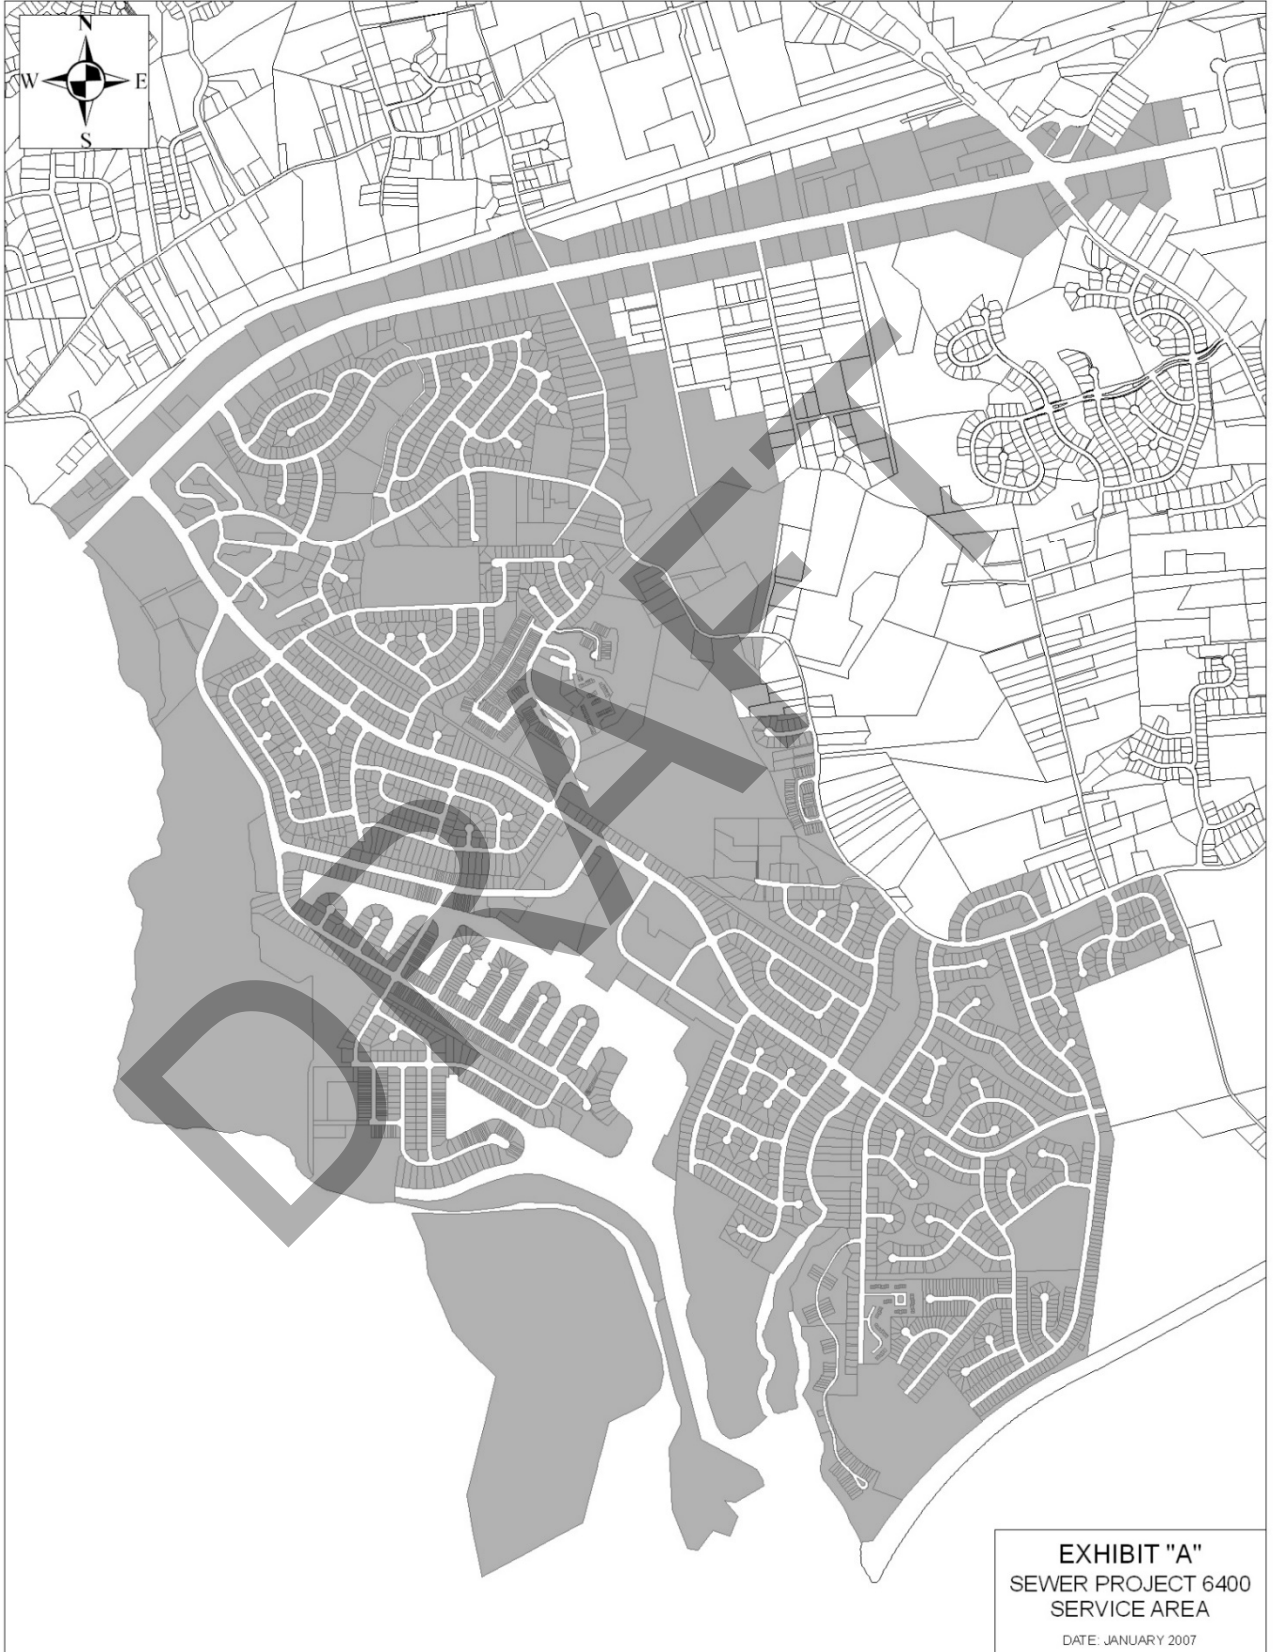 N
W E
S
DRAFT
EXHIBIT "A"
SEWER PROJECT 6400
SERVICE AREA
DATE: JANUARY 2007